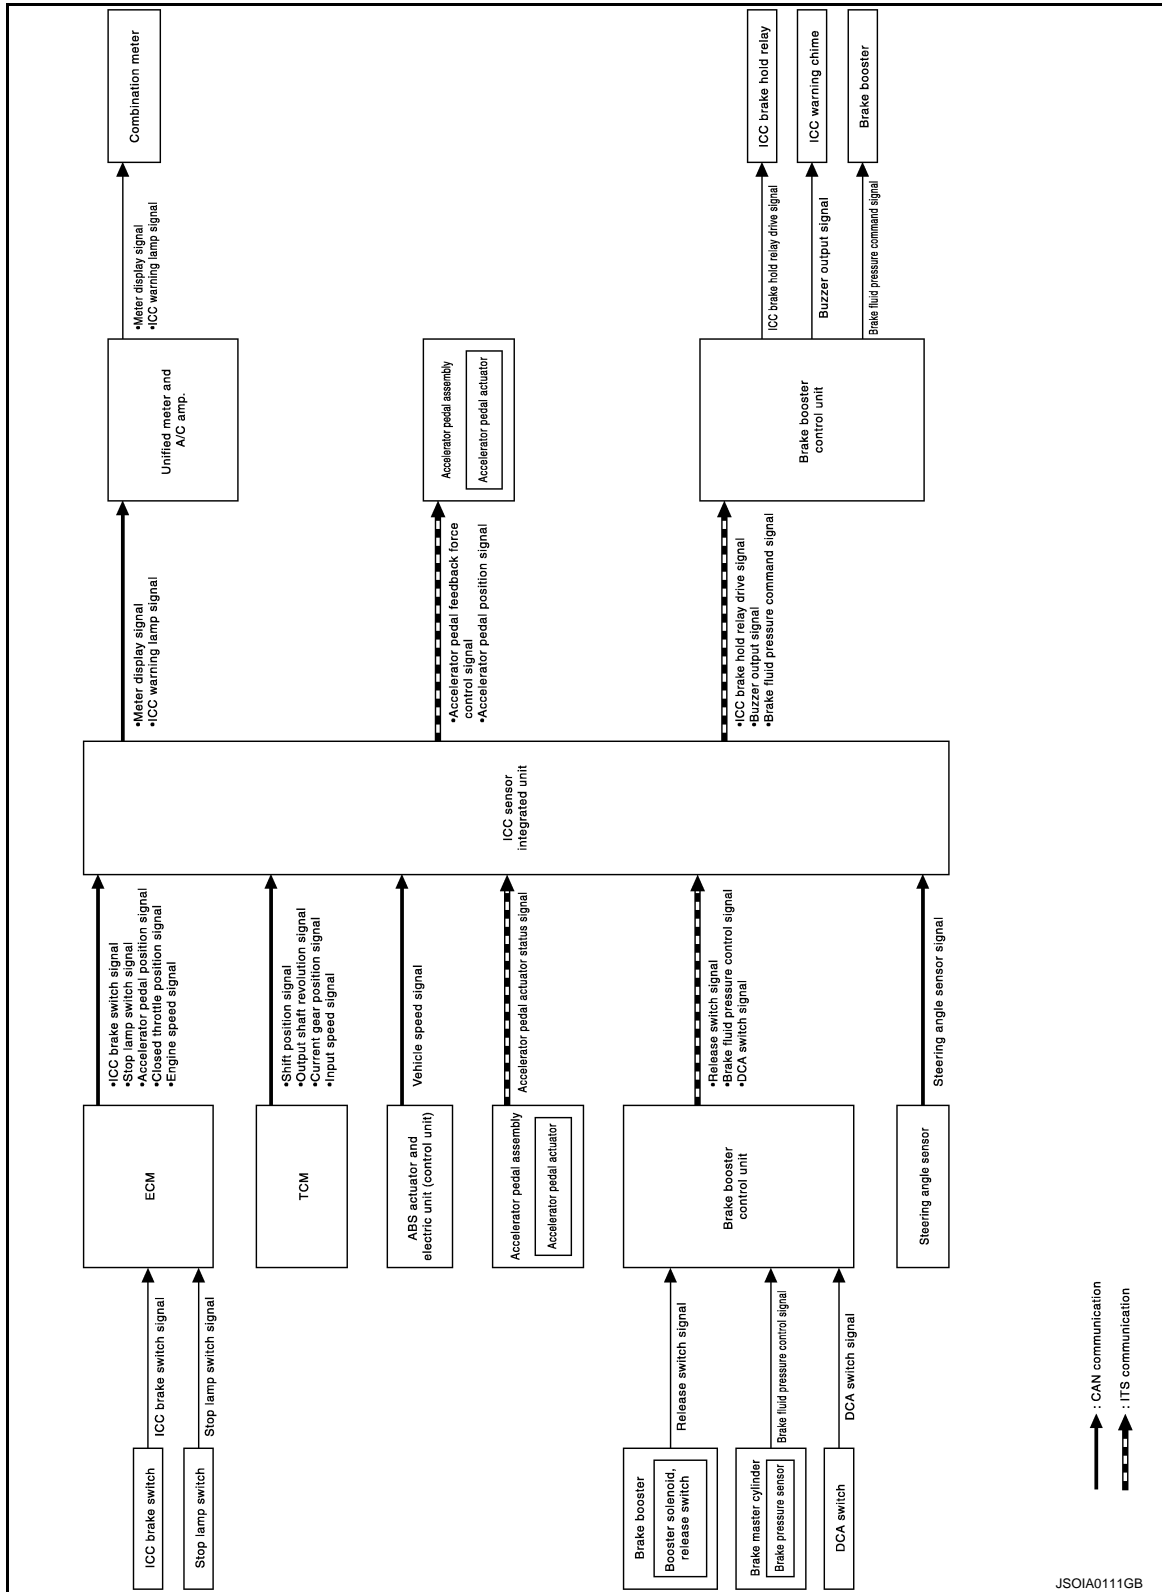 ICC brake switch
Stop lamp switch
Brake booster
Booster solenoid,
release switch
Brake master cylinder
Brake pressure sensor
DCA switch
ICC brake switch signal
Stop lamp switch signal
Release switch signal
Brake fluid pressure control signal
DCA switch signal
ECM
TCM
ABS actuator and
electric unit (control unit)
Accelerator pedal assembly
Accelerator pedal actuator
Brake booster
control unit
Steering angle sensor
•ICC brake switch signal
•Stop lamp switch signal
•Accelerator pedal position signal
•Closed throttle position signal
•Engine speed signal
•Shift position signal
•Output shaft revolution signal
•Current gear position signal
•Input speed signal
Vehicle speed signal
Accelerator pedal actuator status signal
•Release switch signal
•Brake fluid pressure control signal
•DCA switch signal
Steering angle sensor signal
ICC sensor
integrated unit
•Meter display signal
•ICC warning lamp signal
•Accelerator pedal feedback force
control signal
•Accelerator pedal position signal
•ICC brake hold relay drive signal
•Buzzer output signal
•Brake fluid pressure command signal
Unified meter and
A/C amp.
Accelerator pedal assembly
Accelerator pedal actuator
Brake booster
control unit
•Meter display signal
•ICC warning lamp signal
ICC brake hold relay drive signal
Buzzer output signal
Brake fluid pressure command signal
Combination meter
ICC brake hold relay
ICC warning chime
Brake booster
: CAN communication
: ITS communication
JSOIA0111GB